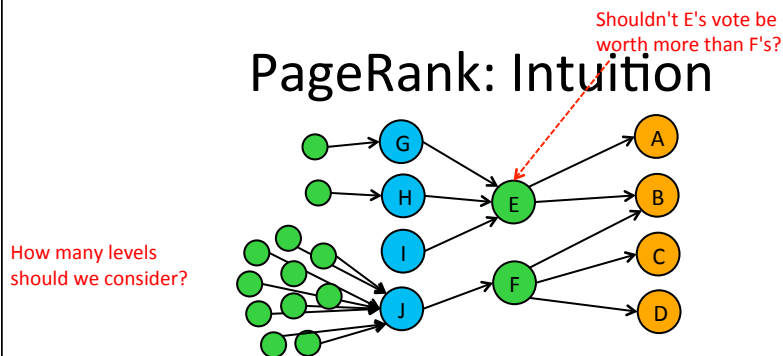 Shouldn't E's vote be
worth more than F's?
PageRank: Intuition
G
A
H
E
B
How many levels
should we consider?
I
C
F
J
D